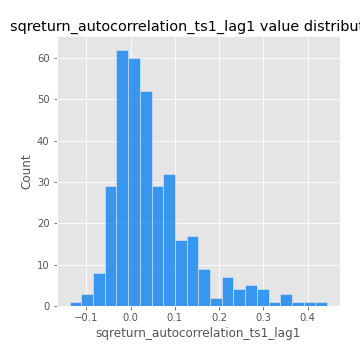 sqreturn_autocorrelation_ts1_lag1 value distribut
60
50
40
30
20
10
0
Count
−0.1 0.0 0.1 0.2 0.3 0.4
sqreturn_autocorrelation_ts1_lag1